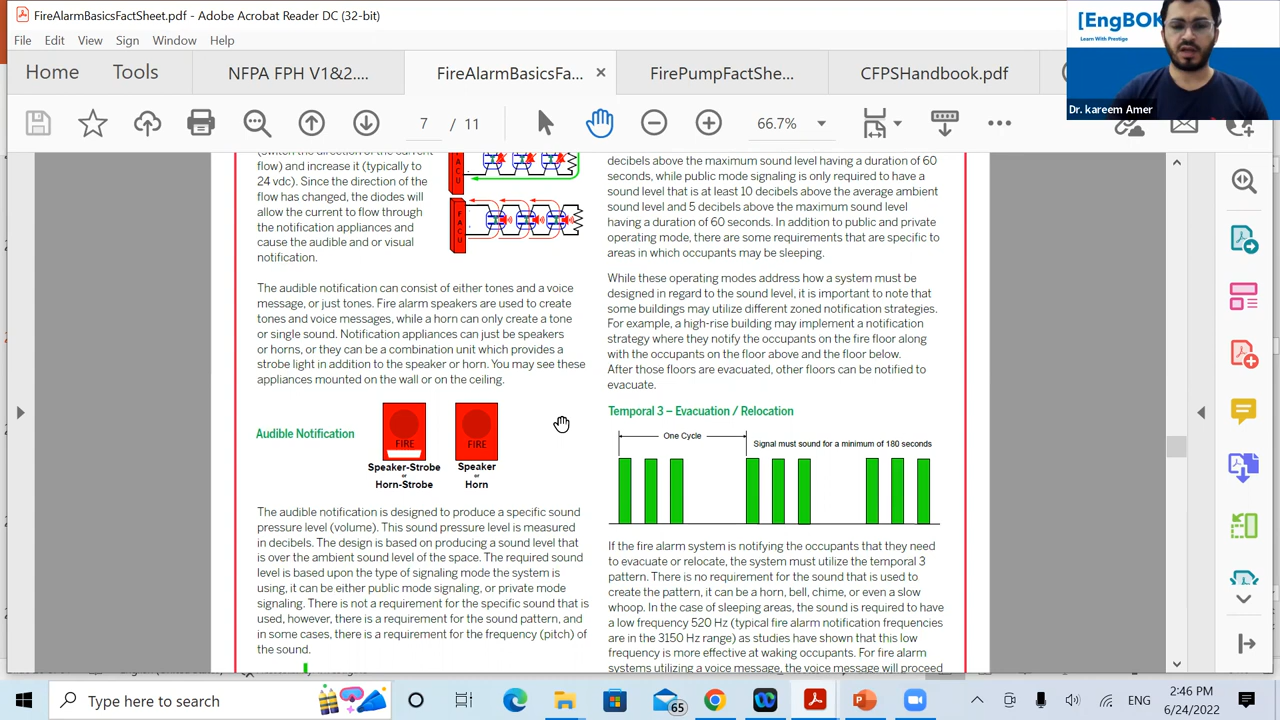 FireAlarmBasicsFactSheet.pdf - Adobe Acrobat Reader DC (32-bit)
File Edit View Sign Window Help
Home Tools NFPA FPH V1&2.... FireAlarmBasicsFa... × FirePumpFactShe... CFPSHandbook.pdf
[EngBOK
Learn With Prestige
Dr. kareem Amer
7 / 11 66.7%
(Switch the direction of the current
flow) and increase it (typically to
24 vdc). Since the direction of the
flow has changed, the diodes will
allow the current to flow through
the notification appliances and
cause the audible and or visual
notification.
A
C
U
F
A
C
U
The audible notification can consist of either tones and a voice
message, or just tones. Fire alarm speakers are used to create
tones and voice messages, while a horn can only create a tone
or single sound. Notification appliances can just be speakers
or horns, or they can be a combination unit which provides a
strobe light in addition to the speaker or horn. You may see these
appliances mounted on the wall or on the ceiling.
Audible Notification
FIRE
FIRE
Speaker-Strobe
or
Horn-Strobe
Speaker
or
Horn
The audible notification is designed to produce a specific sound
pressure level (volume). This sound pressure level is measured
in decibels. The design is based on producing a sound level that
is over the ambient sound level of the space. The required sound
level is based upon the type of signaling mode the system is
using, it can be either public mode signaling, or private mode
signaling. There is not a requirement for the specific sound that is
used, however, there is a requirement for the sound pattern, and
in some cases, there is a requirement for the frequency (pitch) of
the sound.
decibels above the maximum sound level having a duration of 60
seconds, while public mode signaling is only required to have a
sound level that is at least 10 decibels above the average ambient
sound level and 5 decibels above the maximum sound level
having a duration of 60 seconds. In addition to public and private
operating mode, there are some requirements that are specific to
areas in which occupants may be sleeping.
While these operating modes address how a system must be
designed in regard to the sound level, it is important to note that
some buildings may utilize different zoned notification strategies.
For example, a high-rise building may implement a notification
strategy where they notify the occupants on the fire floor along
with the occupants on the floor above and the floor below.
After those floors are evacuated, other floors can be notified to
evacuate.
Temporal 3 – Evacuation / Relocation
One Cycle
Signal must sound for a minimum of 180 seconds
If the fire alarm system is notifying the occupants that they need
to evacuate or relocate, the system must utilize the temporal 3
pattern. There is no requirement for the sound that is used to
create the pattern, it can be a horn, bell, chime, or even a slow
whoop. In the case of sleeping areas, the sound is required to have
a low frequency 520 Hz (typical fire alarm notification frequencies
are in the 3150 Hz range) as studies have shown that this low
frequency is more effective at waking occupants. For fire alarm
systems utilizing a voice message, the voice message will proceed
Type here to search
65
ENG
2:46 PM
6/24/2022